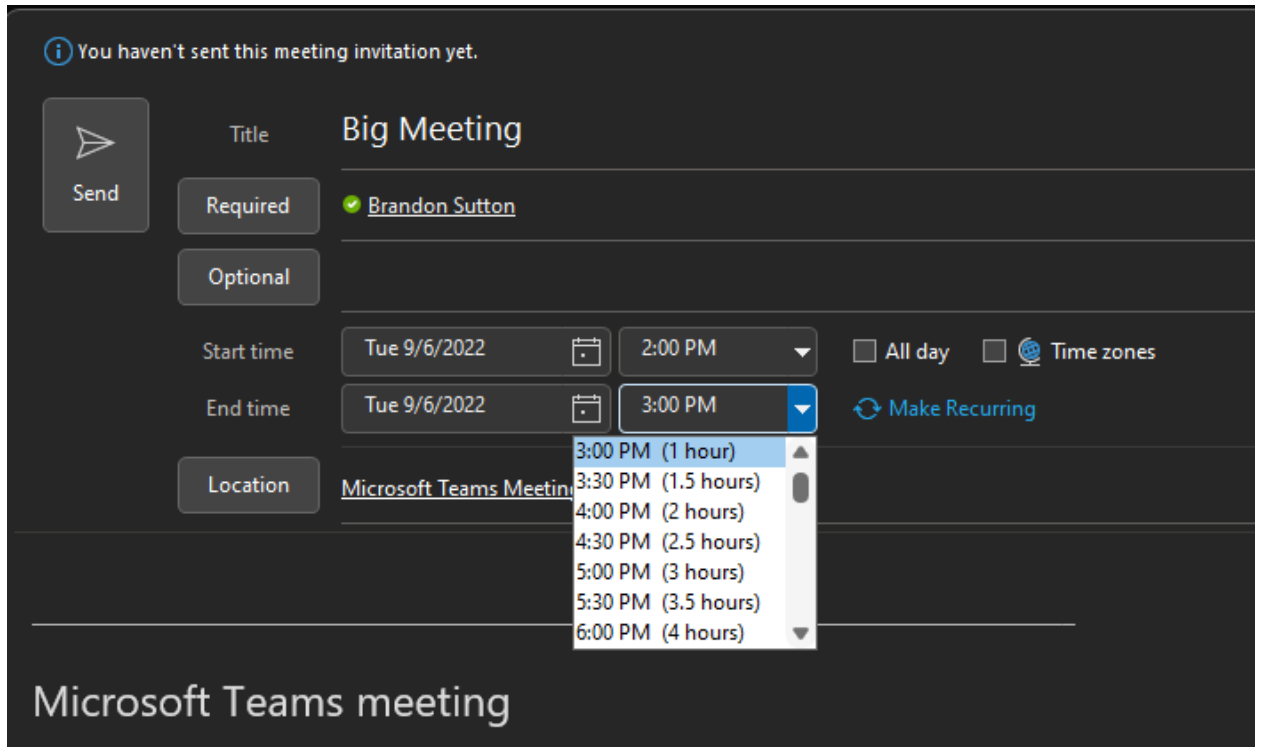 You haven't sent this meeting invitation yet.
Send
Title
Big Meeting
Required
Brandon Sutton
Optional
Start time
Tue 9/6/2022
2:00 PM
All day
Time zones
End time
Tue 9/6/2022
3:00 PM
Make Recurring
3:00 PM (1 hour)
3:30 PM (1.5 hours)
4:00 PM (2 hours)
4:30 PM (2.5 hours)
5:00 PM (3 hours)
5:30 PM (3.5 hours)
6:00 PM (4 hours)
Location
Microsoft Teams Meetin
Microsoft Teams meeting